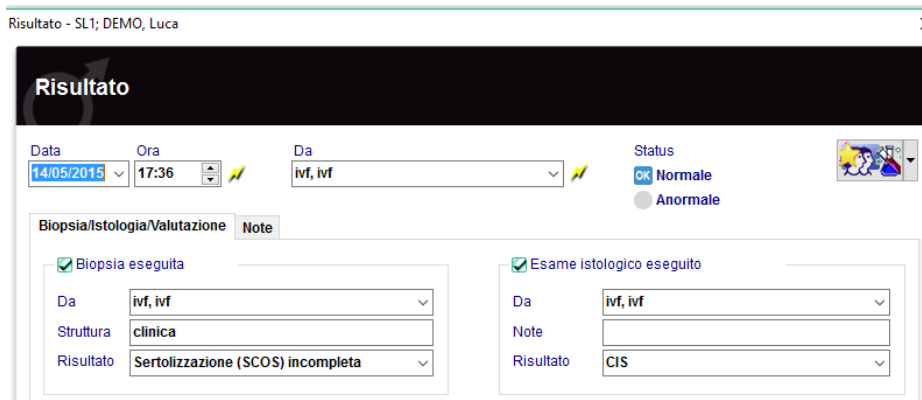 Risultato - SL1; DEMO, Luca
Risultato
Data Ora Da Status
14/05/2015 17:36 ivf, ivf OK Normale
Anormale
Biopsia/Istologia/Valutazione Note
Biopsia eseguita Esame istologico eseguito
Da ivf, ivf Da ivf, ivf
Struttura clinica Note
Risultato Sertolizzazione (SCOS) incompleta Risultato CIS